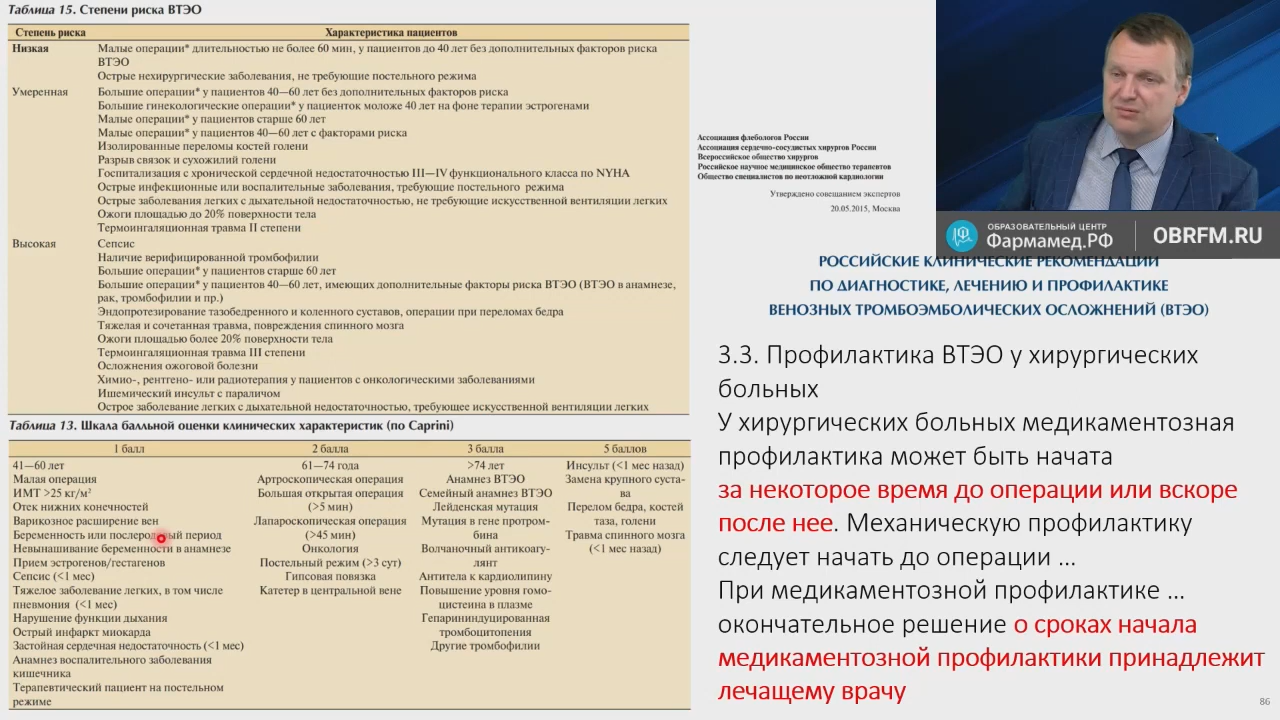 Таблица 15. Степени риска ВТЭО
Степень риска Характеристика пациентов
Низкая Малые операции* длительностью не более 60 мин, у пациентов до 40 лет без дополнительных факторов риска
ВТЭО
Острые нехирургические заболевания, не требующие постельного режима
Умеренная Большие операции* у пациентов 40—60 лет без дополнительных факторов риска
Большие гинекологические операции* у пациенток моложе 40 лет на фоне терапии эстрогенами
Малые операции* у пациентов старше 60 лет
Малые операции* у пациентов 40—60 лет с факторами риска
Изолированные переломы костей голени
Разрыв связок и сухожилий голени
Госпитализация с хронической сердечной недостаточностью III—IV функционального класса по NYHA
Острые инфекционные или воспалительные заболевания, требующие постельного режима
Острые заболевания легких с дыхательной недостаточностью, не требующие искусственной вентиляции легких
Ожоги площадью до 20% поверхности тела
Термоингаляционная травма II степени
Высокая Сепсис
Наличие верифицированной тромбофилии
Большие операции* у пациентов старше 60 лет
Большие операции* у пациентов 40—60 лет, имеющих дополнительные факторы риска ВТЭО (ВТЭО в анамнезе,
рак, тромбофилии и пр.)
Эндопротезирование тазобедренного и коленного суставов, операции при переломах бедра
Тяжелая и сочетанная травма, повреждения спинного мозга
Ожоги площадью более 20% поверхности тела
Термоингаляционная травма III степени
Осложнения ожоговой болезни
Химио-, рентгено- или радиотерапия у пациентов с онкологическими заболеваниями
Ишемический инсульт с параличом
Острое заболевание легких с дыхательной недостаточностью, требующее искусственной вентиляции легких
Таблица 13. Шкала балльной оценки клинических характеристик (по Caprini)
1 балл 2 балла 3 балла 5 баллов
41—60 лет 61—74 года >74 лет Инсульт (<1 мес назад)
Малая операция Артроскопическая операция Анамнез ВТЭО Замена крупного суста-
ИМТ >25 кг/м² Большая открытая операция Семейный анамнез ВТЭО ва
Отек нижних конечностей (>5 мин) Лейденская мутация Перелом бедра, костей
Варикозное расширение вен Лапароскопическая операция Мутация в гене протром- таза, голени
Беременность или послеродовый период (>45 мин) бина Травма спинного мозга
Невынашивание беременности в анамнезе Онкология Волчаночный антикоагу- (<1 мес назад)
Прием эстрогенов/гестагенов Постельный режим (>3 сут) лянт
Сепсис (<1 мес) Гипсовая повязка Антитела к кардиолипину
Тяжелое заболевание легких, в том числе Катетер в центральной вене Повышение уровня гомо-
пневмония (<1 мес) цистеина в плазме
Нарушение функции дыхания Гепарининдуцированная
Острый инфаркт миокарда тромбоцитопения
Застойная сердечная недостаточность (<1 мес) Другие тромбофилии
Анамнез воспалительного заболевания
кишечника
Терапевтический пациент на постельном
режиме
Ассоциация флебологов России
Ассоциация сердечно-сосудистых хирургов России
Всероссийское общество хирургов
Российское научное медицинское общество терапевтов
Общество специалистов по неотложной кардиологии
Утверждено совещанием экспертов
20.05.2015, Москва
ОБРАЗОВАТЕЛЬНЫЙ ЦЕНТР
Фармамед.РФ OBRFM.RU
РОССИЙСКИЕ КЛИНИЧЕСКИЕ РЕКОМЕНДАЦИИ
ПО ДИАГНОСТИКЕ, ЛЕЧЕНИЮ И ПРОФИЛАКТИКЕ
ВЕНОЗНЫХ ТРОМБОЭМБОЛИЧЕСКИХ ОСЛОЖНЕНИЙ (ВТЭО)
3.3. Профилактика ВТЭО у хирургических
больных
У хирургических больных медикаментозная
профилактика может быть начата
за некоторое время до операции или вскоре
после нее. Механическую профилактику
следует начать до операции ...
При медикаментозной профилактике ...
окончательное решение о сроках начала
медикаментозной профилактики принадлежит
лечащему врачу
86